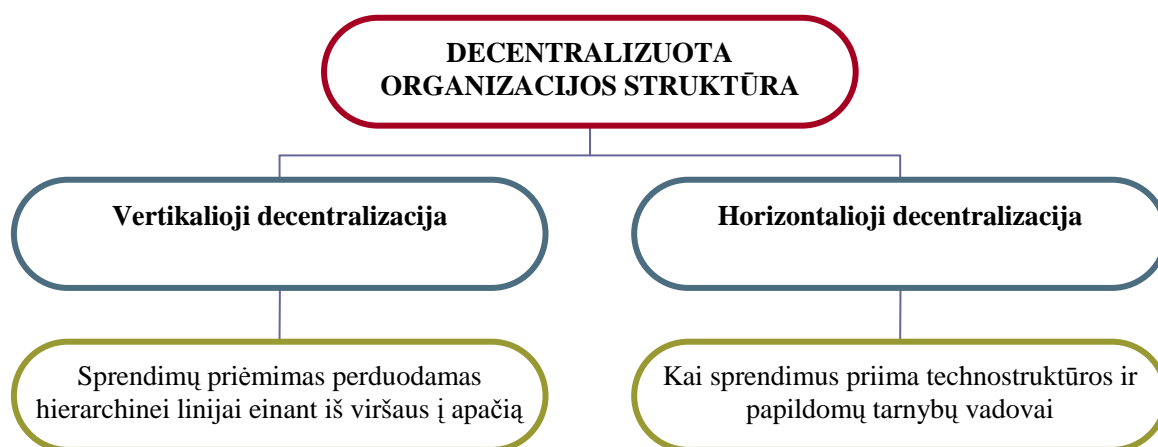 DECENTRALIZUOTA
ORGANIZACIJOS STRUKTŪRA
Vertikalioji decentralizacija
Horizontalioji decentralizacija
Sprendimų priėmimas perduodamas
hierarchinei linijai einant iš viršaus į apačią
Kai sprendimus priima technostruktūros ir
papildomų tarnybų vadovai